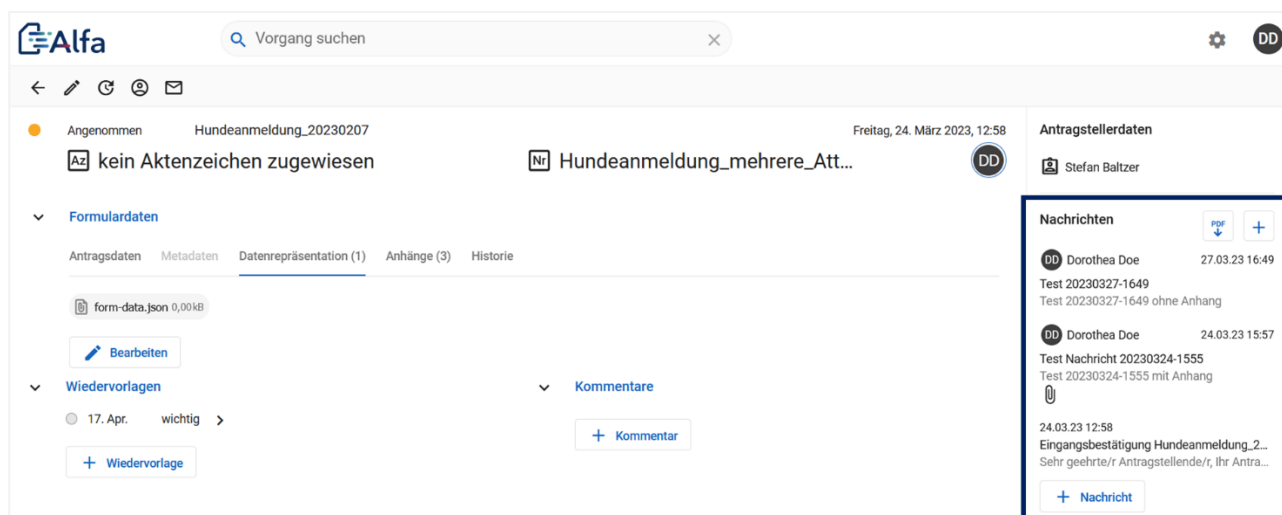 Alfa
Vorgang suchen
DD
Angenommen Hundeanmeldung_20230207 Freitag, 24. März 2023, 12:58
Az kein Aktenzeichen zugewiesen Nr Hundeanmeldung_mehrere_Att... DD
Formulardaten
Antragsdaten Metadaten Datenrepräsentation (1) Anhänge (3) Historie
form-data.json 0,00kB
Bearbeiten
Wiedervorlagen
17. Apr. wichtig
+ Wiedervorlage
Kommentare
+ Kommentar
Antragstellerdaten
Stefan Baltzer
Nachrichten PDF +
DD Dorothea Doe 27.03.23 16:49
Test 20230327-1649
Test 20230327-1649 ohne Anhang
DD Dorothea Doe 24.03.23 15:57
Test Nachricht 20230324-1555
Test 20230324-1555 mit Anhang
24.03.23 12:58
Eingangsbestätigung Hundeanmeldung_2...
Sehr geehrte/r Antragstellende/r, Ihr Antra...
+ Nachricht